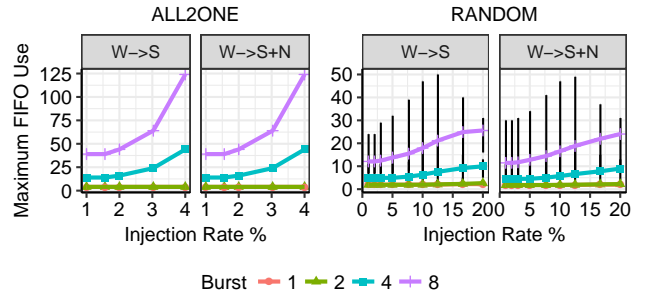 ALL2ONE
RANDOM
W−>S
W−>S+N
W−>S
W−>S+N
Maximum FIFO Use
125
100
75
50
25
0
50
40
30
20
10
0
1 2 3 4
1 2 3 4
0 5 10 15 20
0 5 10 15 20
Injection Rate %
Injection Rate %
Burst 1 2 4 8